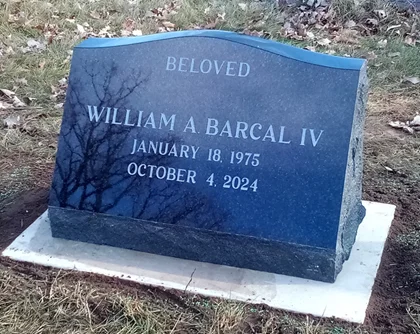 BELOVED
WILLIAM A. BARCAL IV
JANUARY 18, 1975
OCTOBER 4, 2024